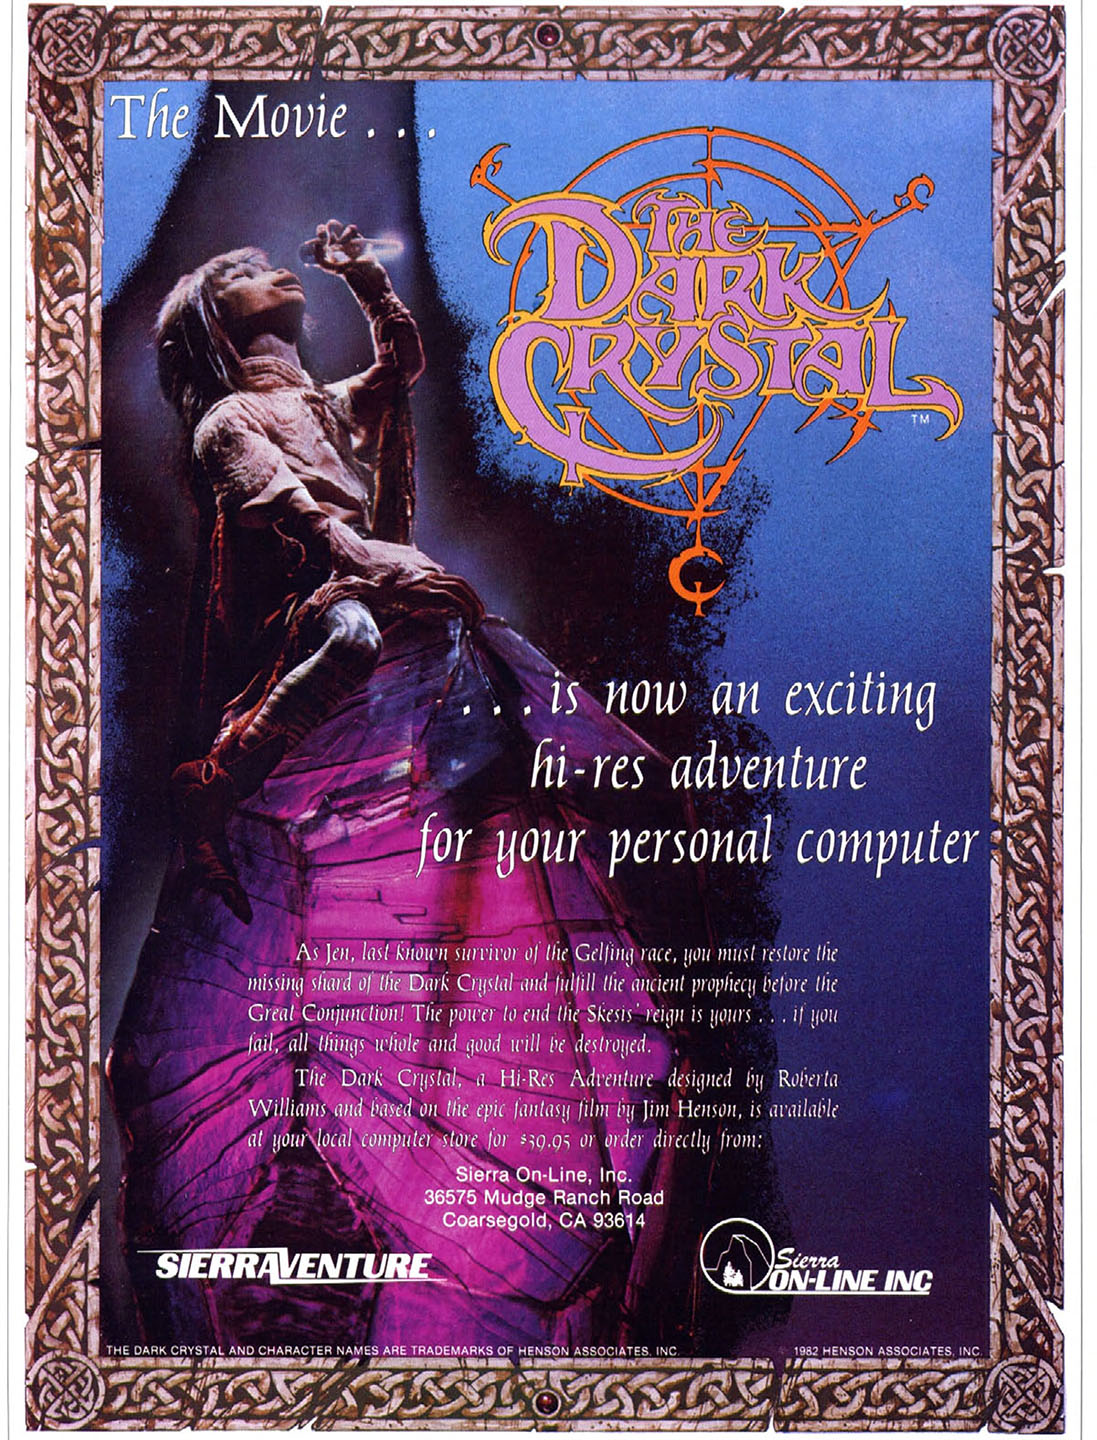 The Movie . . .
THE
DARK
CRYSTAL
TM
. . . is now an exciting
hi-res adventure
for your personal computer
As Jen, last known survivor of the Gelfing race, you must restore the
missing shard of the Dark Crystal and fulfill the ancient prophecy before the
Great Conjunction! The power to end the Skesis' reign is yours . . . if you
fail, all things whole and good will be destroyed.
The Dark Crystal, a Hi-Res Adventure designed by Roberta
Williams and based on the epic fantasy film by Jim Henson, is available
at your local computer store for $39.95 or order directly from:
Sierra On-Line, Inc.
36575 Mudge Ranch Road
Coarsegold, CA 93614
SIERRAVENTURE
Sierra
ON-LINE INC
THE DARK CRYSTAL AND CHARACTER NAMES ARE TRADEMARKS OF HENSON ASSOCIATES, INC.
1982 HENSON ASSOCIATES, INC.